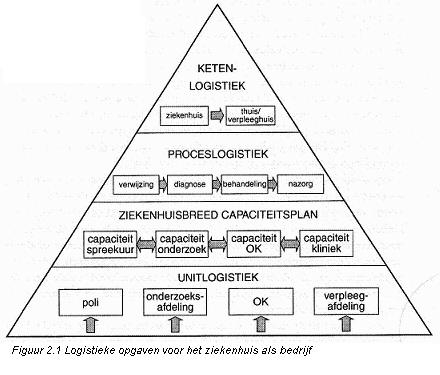 KETEN-
LOGISTIEK
ziekenhuis
thuis/
verpleeghuis
PROCESLOGISTIEK
verwijzing diagnose behandeling nazorg
ZIEKENHUISBREED CAPACITEITSPLAN
capaciteit capaciteit capaciteit capaciteit
spreekuur onderzoek OK kliniek
UNITLOGISTIEK
poli
onderzoeks-
afdeling
OK
verpleeg-
afdeling
Figuur 2.1 Logistieke opgaven voor het ziekenhuis als bedrijf